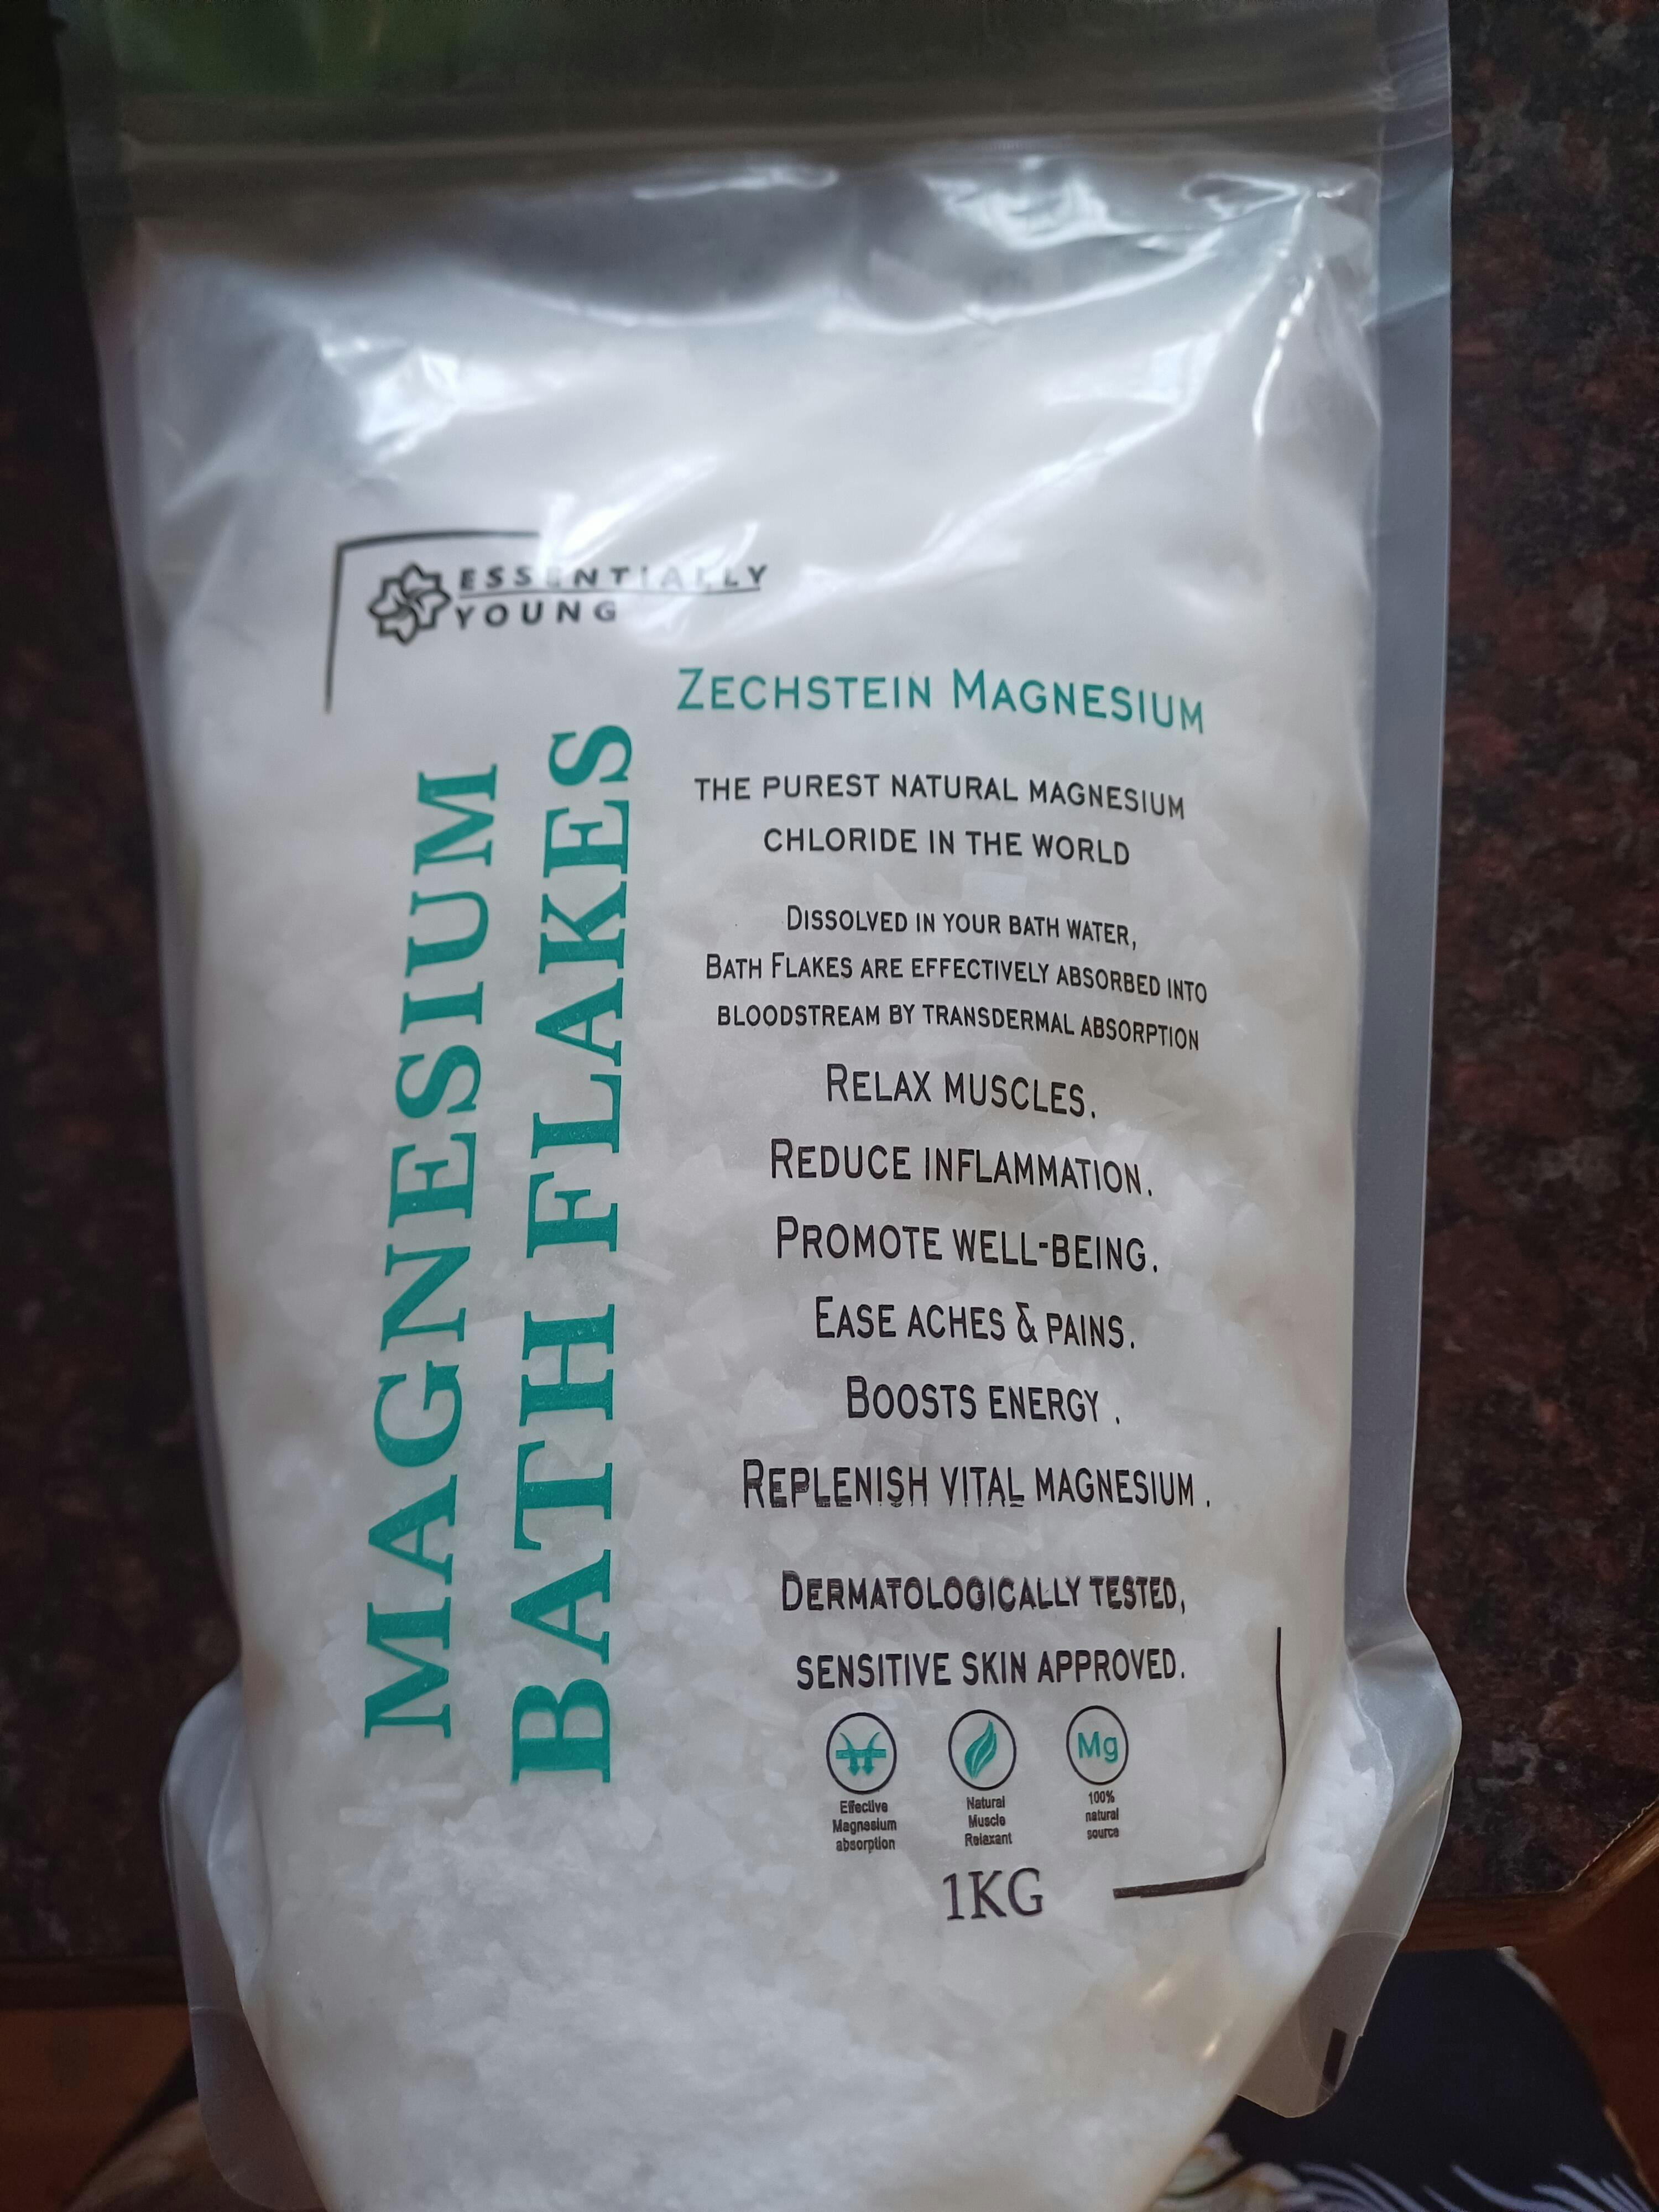 ESSENTIALLY
YOUNG
MAGNESIUM
BATH FLAKES
ZECHSTEIN MAGNESIUM
THE PUREST NATURAL MAGNESIUM
CHLORIDE IN THE WORLD
DISSOLVED IN YOUR BATH WATER,
BATH FLAKES ARE EFFECTIVELY ABSORBED INTO
BLOODSTREAM BY TRANSDERMAL ABSORPTION
RELAX MUSCLES.
REDUCE INFLAMMATION.
PROMOTE WELL-BEING.
EASE ACHES & PAINS.
BOOSTS ENERGY .
REPLENISH VITAL MAGNESIUM .
DERMATOLOGICALLY TESTED,
SENSITIVE SKIN APPROVED.
Effective
Magnesium
absorption
Natural
Muscle
Relaxant
Mg
100%
natural
source
1KG